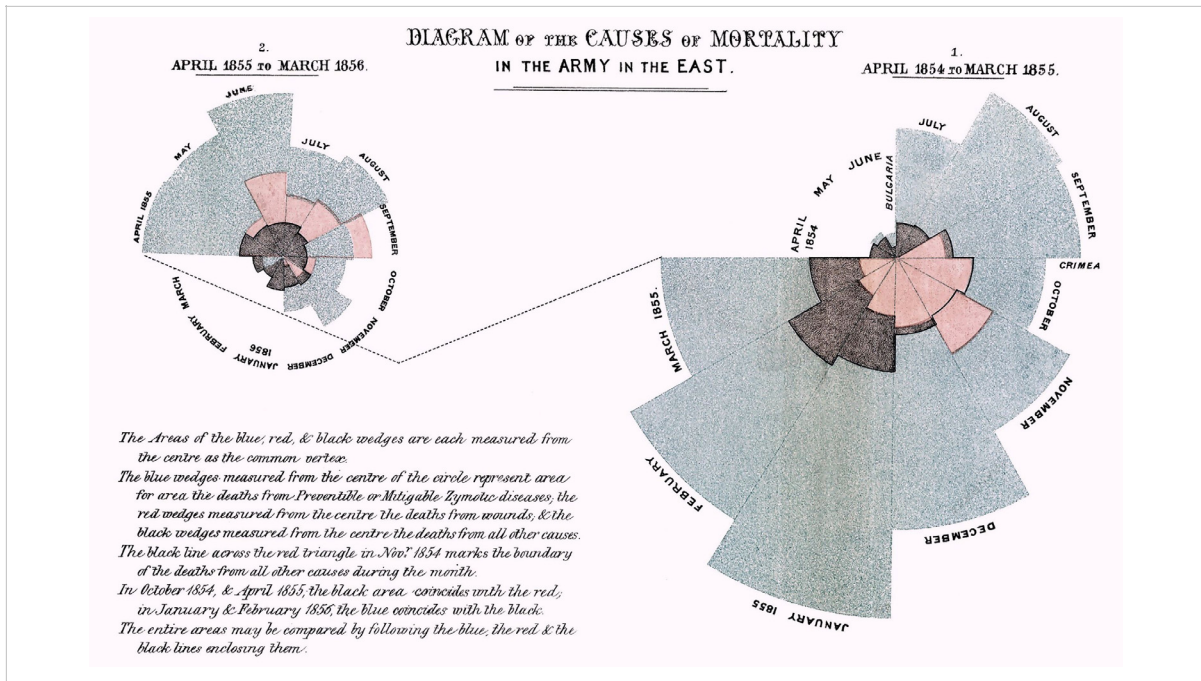 DIAGRAM OF THE CAUSES OF MORTALITY
IN THE ARMY IN THE EAST.
2.
APRIL 1855 TO MARCH 1856.
1.
APRIL 1854 TO MARCH 1855.
APRIL 1855
MAY
JUNE
JULY
AUGUST
SEPTEMBER
OCTOBER
NOVEMBER
DECEMBER
JANUARY
1856
FEBRUARY
MARCH
APRIL
1854
MAY
JUNE
BULGARIA
JULY
AUGUST
SEPTEMBER
CRIMEA
OCTOBER
NOVEMBER
DECEMBER
JANUARY 1855
FEBRUARY
MARCH 1855.
The Areas of the blue, red, & black wedges are each measured from
the centre as the common vertex.
The blue wedges measured from the centre of the circle represent area
for area the deaths from Preventible or Mitigable Zymotic diseases; the
red wedges measured from the centre the deaths from wounds; & the
black wedges measured from the centre the deaths from all other causes.
The black line across the red triangle in Novr. 1854 marks the boundary
of the deaths from all other causes during the month.
In October 1854, & April 1855, the black area coincides with the red;
in January & February 1856, the blue coincides with the black.
The entire areas may be compared by following the blue, the red & the
black lines enclosing them.